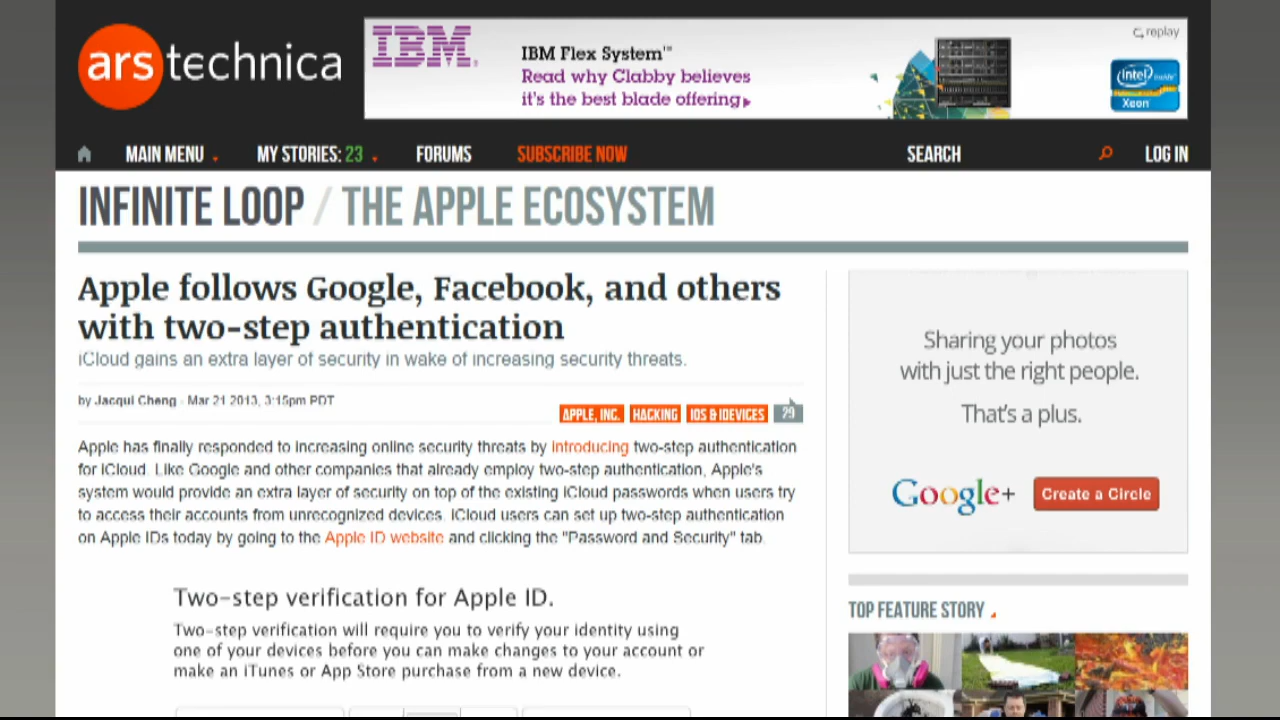 ars technica
IBM
IBM Flex System™
Read why Clabby believes
it's the best blade offering
replay
intel inside
Xeon
MAIN MENU
MY STORIES: 23
FORUMS
SUBSCRIBE NOW
SEARCH
LOG IN
INFINITE LOOP / THE APPLE ECOSYSTEM
Apple follows Google, Facebook, and others
with two-step authentication
iCloud gains an extra layer of security in wake of increasing security threats.
by Jacqui Cheng - Mar 21 2013, 3:15pm PDT
APPLE, INC.
HACKING
IOS & IDEVICES
29
Apple has finally responded to increasing online security threats by introducing two-step authentication
for iCloud. Like Google and other companies that already employ two-step authentication, Apple's
system would provide an extra layer of security on top of the existing iCloud passwords when users try
to access their accounts from unrecognized devices. iCloud users can set up two-step authentication
on Apple IDs today by going to the Apple ID website and clicking the "Password and Security" tab.
Two-step verification for Apple ID.
Two-step verification will require you to verify your identity using
one of your devices before you can make changes to your account or
make an iTunes or App Store purchase from a new device.
Sharing your photos
with just the right people.
That's a plus.
Google+
Create a Circle
TOP FEATURE STORY